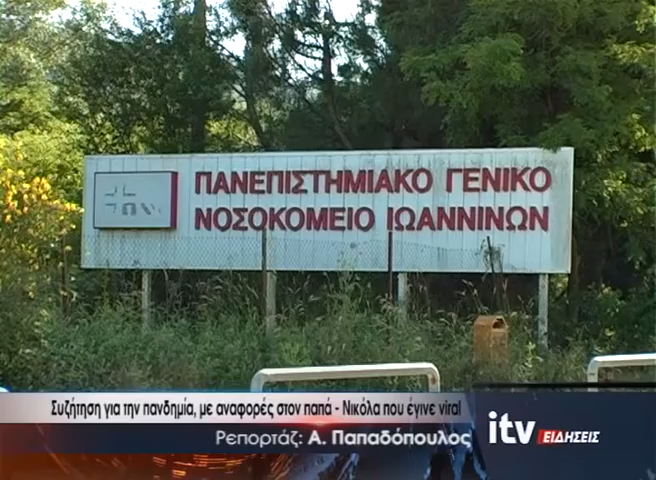 ΠΑΝΕΠΙΣΤΗΜΙΑΚΟ ΓΕΝΙΚΟ
ΝΟΣΟΚΟΜΕΙΟ ΙΩΑΝΝΙΝΩΝ
Συζήτηση για την πανδημία, με αναφορές στον παπά - Νικόλα που έγινε viral
Ρεπορτάζ: Α. Παπαδόπουλος
itv ΕΙΔΗΣΕΙΣ